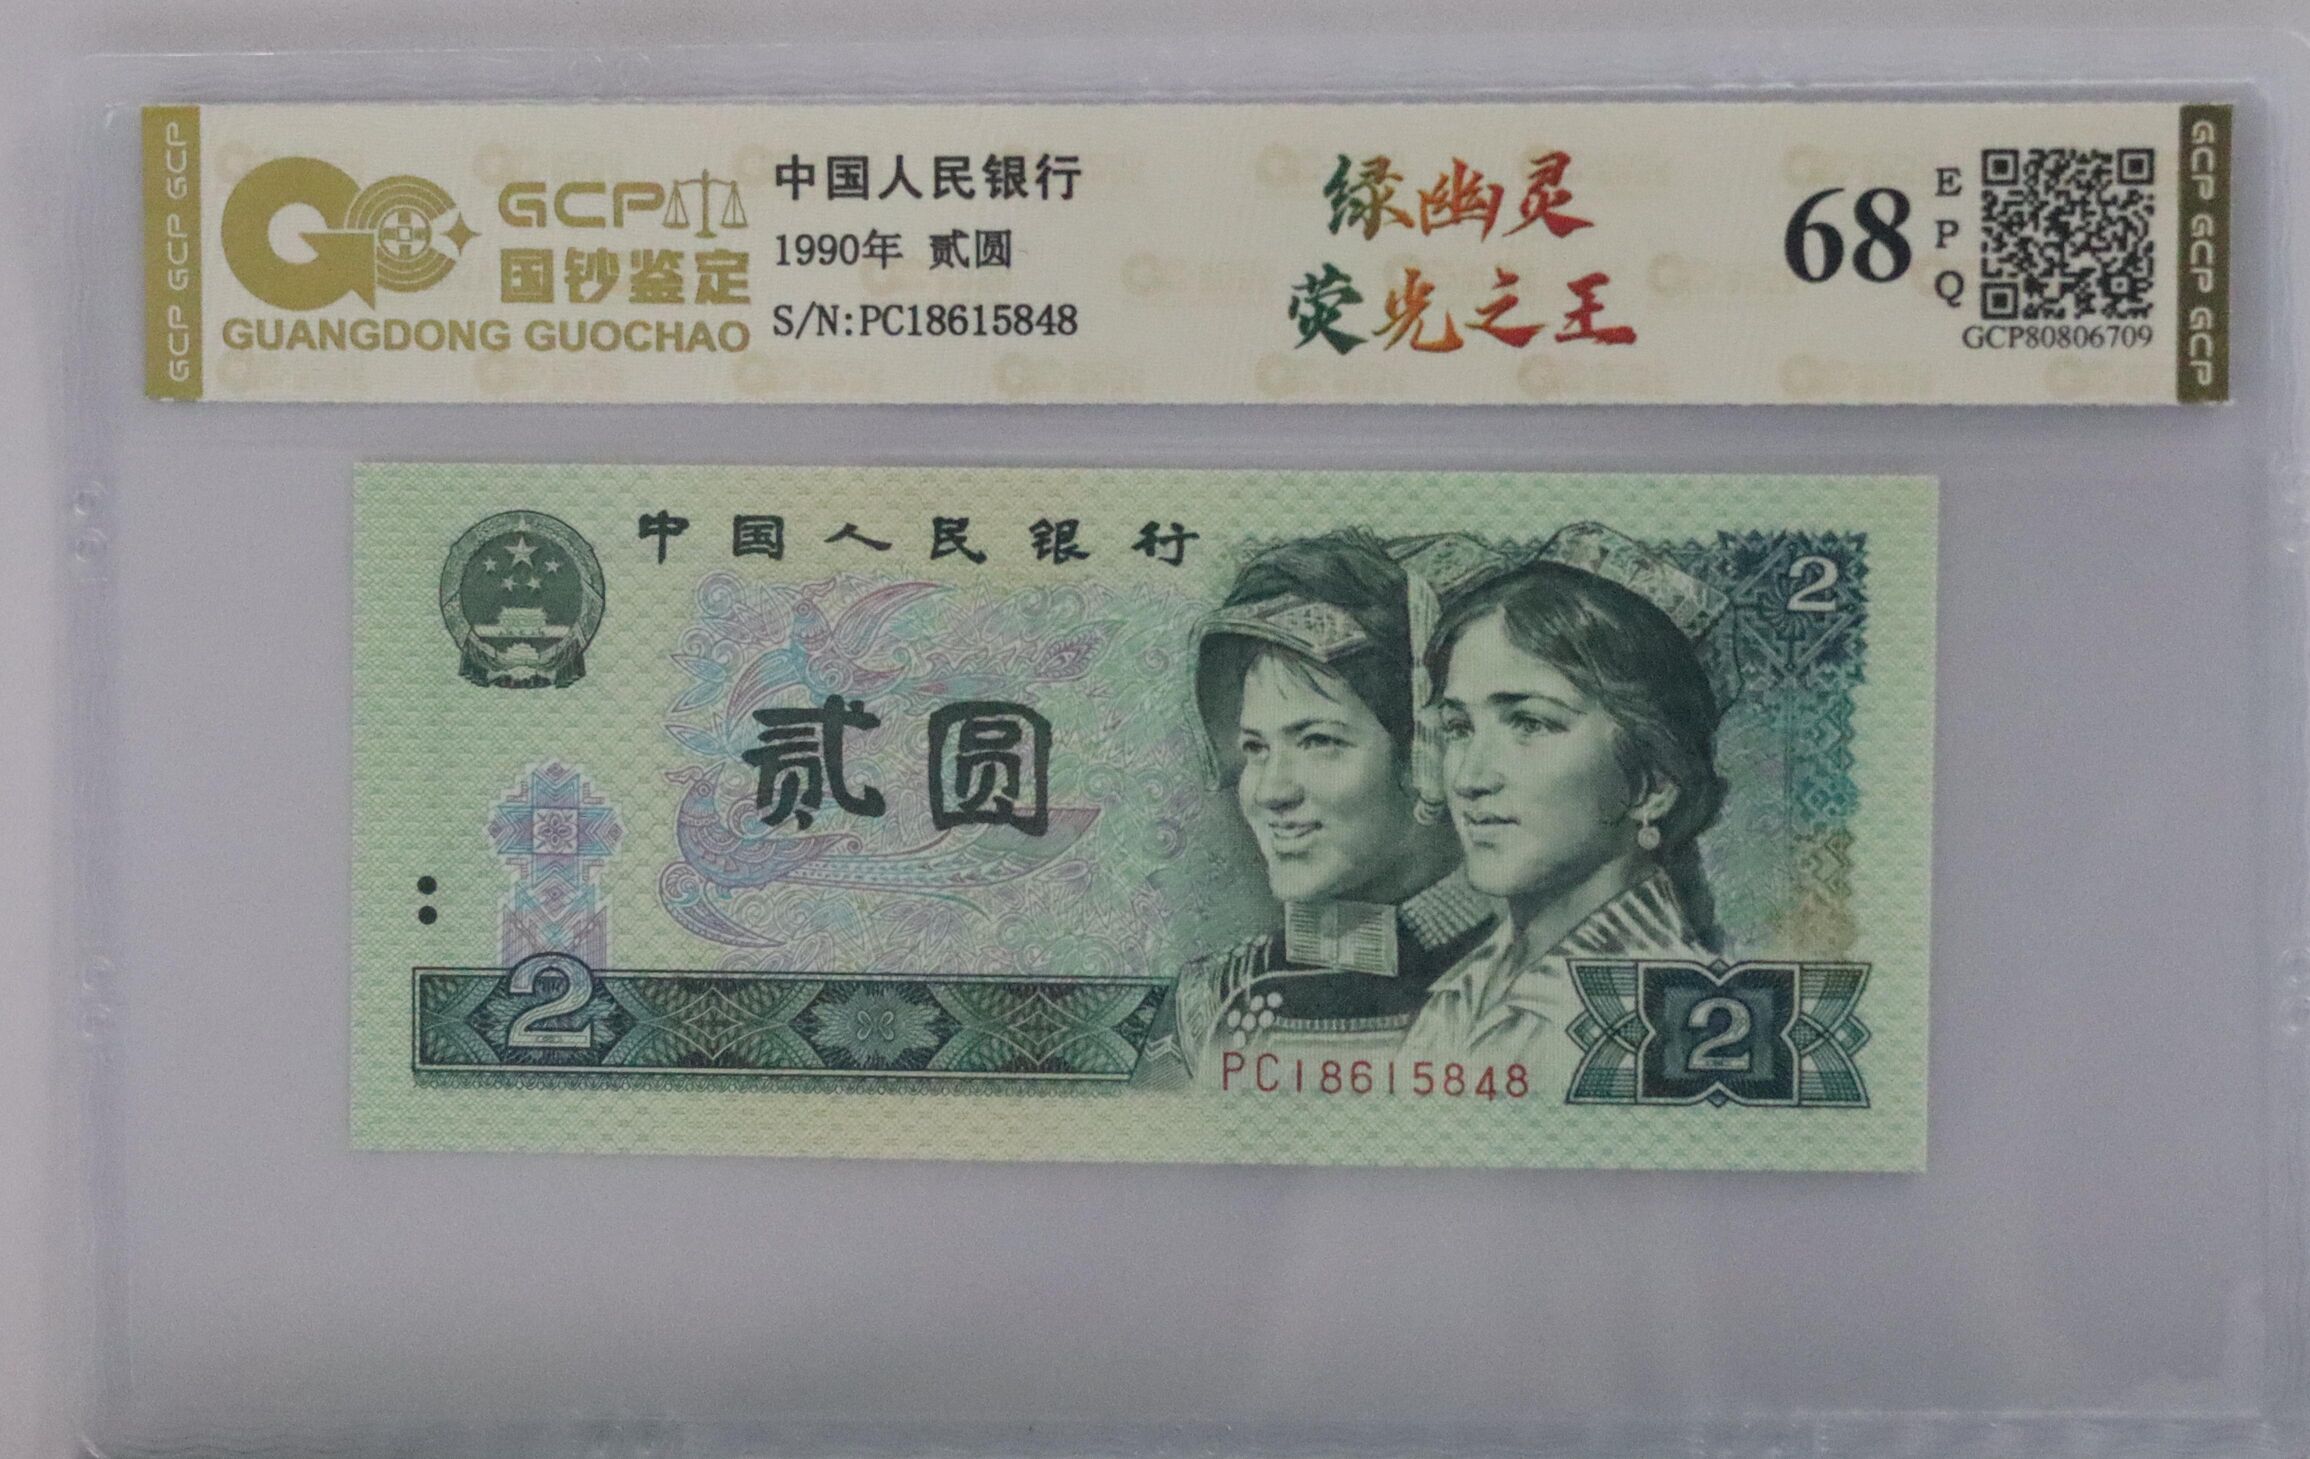 GCP GCP GCP
GCP
国钞鉴定
GUANGDONG GUOCHAO
中国人民银行
1990年 贰圆
S/N:PC18615848
绿幽灵
荧光之王
68
EPQ
GCP80806709
GCP GCP GCP
中国人民银行
2
贰圆
2
2
PC18615848